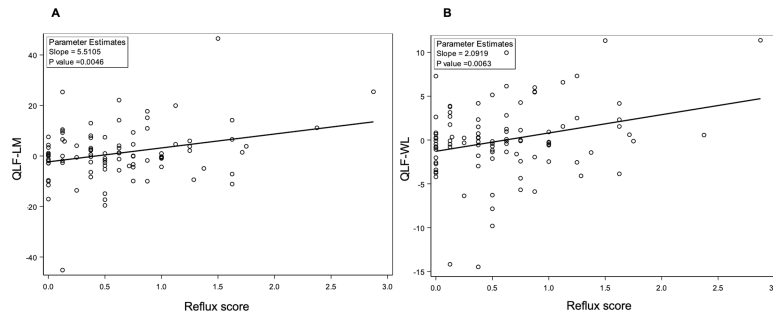 A
Parameter Estimates
Slope = 5.5105
P value =0.0046
40
20
0
-20
-40
QLF-LM
0.0 0.5 1.0 1.5 2.0 2.5 3.0
Reflux score
B
Parameter Estimates
Slope = 2.0919
P value =0.0063
10
5
0
-5
-10
-15
QLF-WL
0.0 0.5 1.0 1.5 2.0 2.5
Reflux score